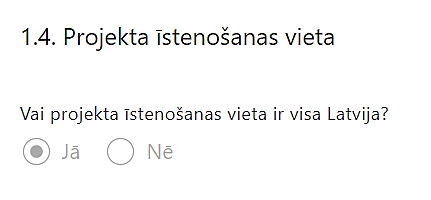 1.4. Projekta īstenošanas vieta
Vai projekta īstenošanas vieta ir visa Latvija?
Jā Nē